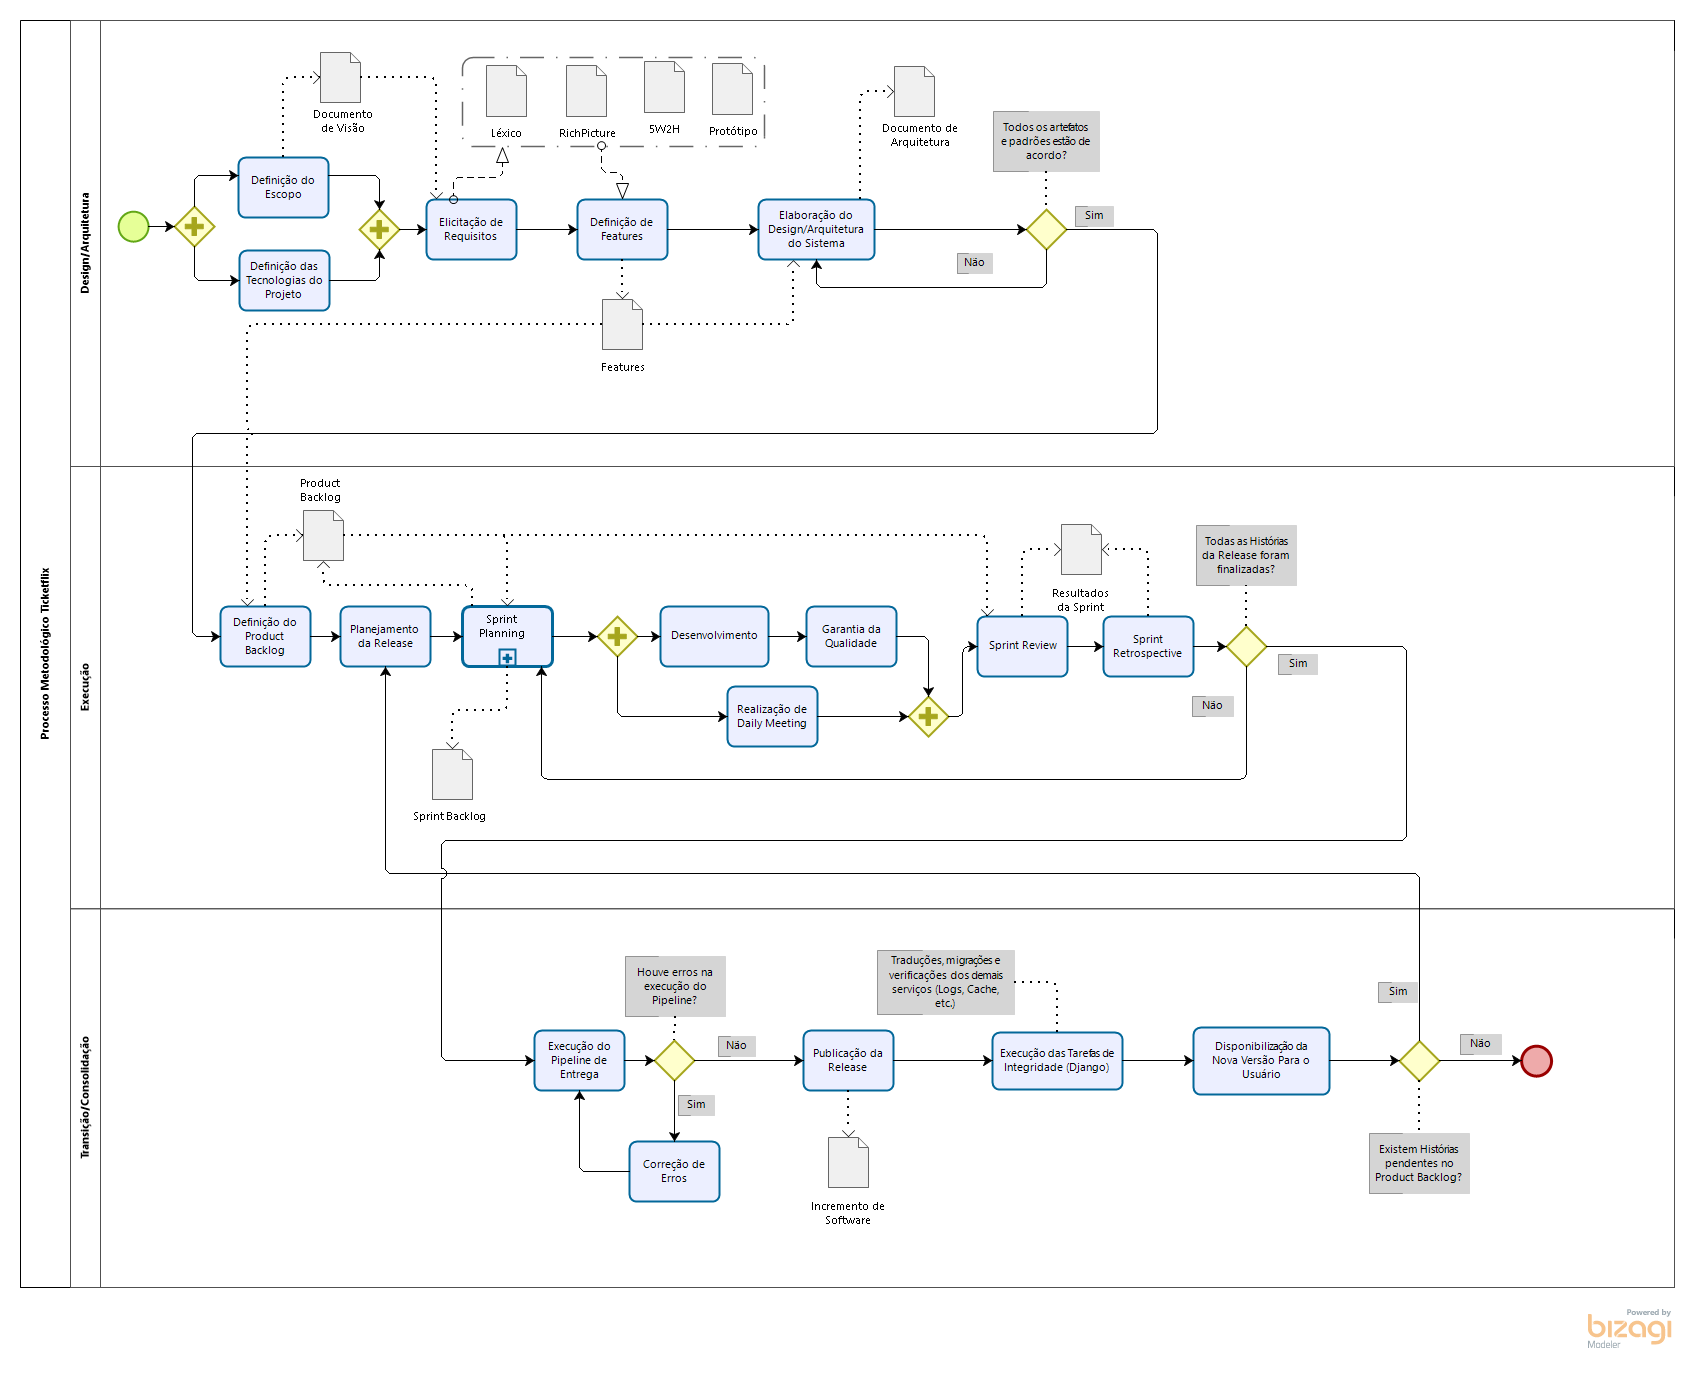 Processo Metodológico Ticketflix
Design/Arquitetura
Documento
de Visão
Léxico
RichPicture
5W2H
Protótipo
Documento de
Arquitetura
Todos os artefatos
e padrões estão de
acordo?
Definição do
Escopo
Definição das
Tecnologias do
Projeto
Elicitação de
Requisitos
Definição de
Features
Elaboração do
Design/Arquitetura
do Sistema
Sim
Não
Features
Execução
Product
Backlog
Definição do
Product
Backlog
Planejamento
da Release
Sprint
Planning
Desenvolvimento
Garantia da
Qualidade
Realização de
Daily Meeting
Sprint Review
Sprint
Retrospective
Resultados
da Sprint
Todas as Histórias
da Release foram
finalizadas?
Sim
Não
Sprint Backlog
Transição/Consolidação
Houve erros na
execução do
Pipeline?
Traduções, migrações e
verificações dos demais
serviços (Logs, Cache,
etc.)
Sim
Execução do
Pipeline de
Entrega
Não
Publicação da
Release
Execução das Tarefas de
Integridade (Django)
Disponibilização da
Nova Versão Para o
Usuário
Não
Sim
Correção de
Erros
Incremento de
Software
Existem Histórias
pendentes no
Product Backlog?
Powered by
bizagi
Modeler